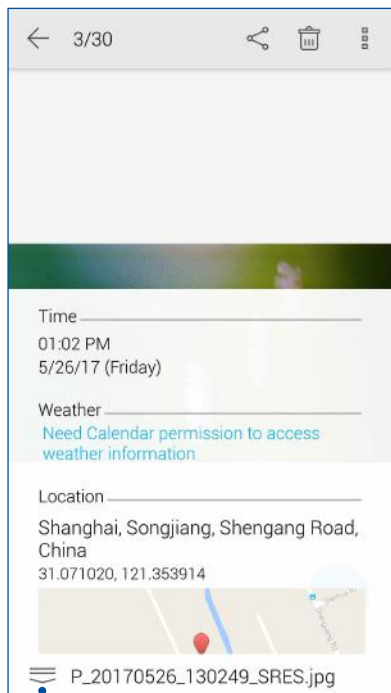 3/30
Time
01:02 PM
5/26/17 (Friday)
Weather
Need Calendar permission to access
weather information
Location
Shanghai, Songjiang, Shengang Road,
China
31.071020, 121.353914
P_20170526_130249_SRES.jpg